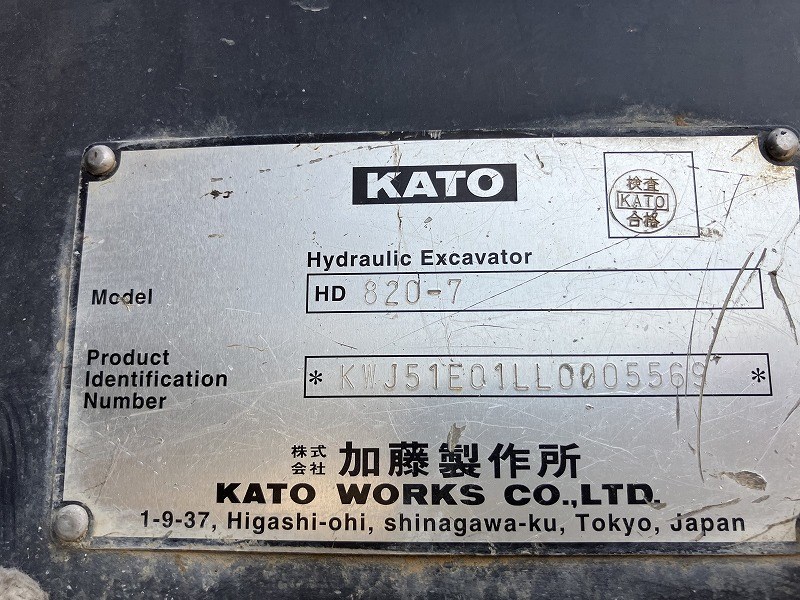 KATO
検査
KATO
合格
Hydraulic Excavator
Model HD 820-7
Product
Identification
Number
* KWJ51E01LL0005569 *
株式
会社
加藤製作所
KATO WORKS CO.,LTD.
1-9-37, Higashi-ohi, shinagawa-ku, Tokyo, Japan